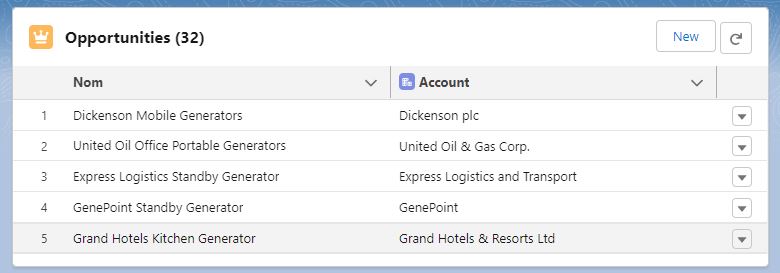 Opportunities (32)
New
Nom
Account
1 Dickenson Mobile Generators Dickenson plc
2 United Oil Office Portable Generators United Oil & Gas Corp.
3 Express Logistics Standby Generator Express Logistics and Transport
4 GenePoint Standby Generator GenePoint
5 Grand Hotels Kitchen Generator Grand Hotels & Resorts Ltd